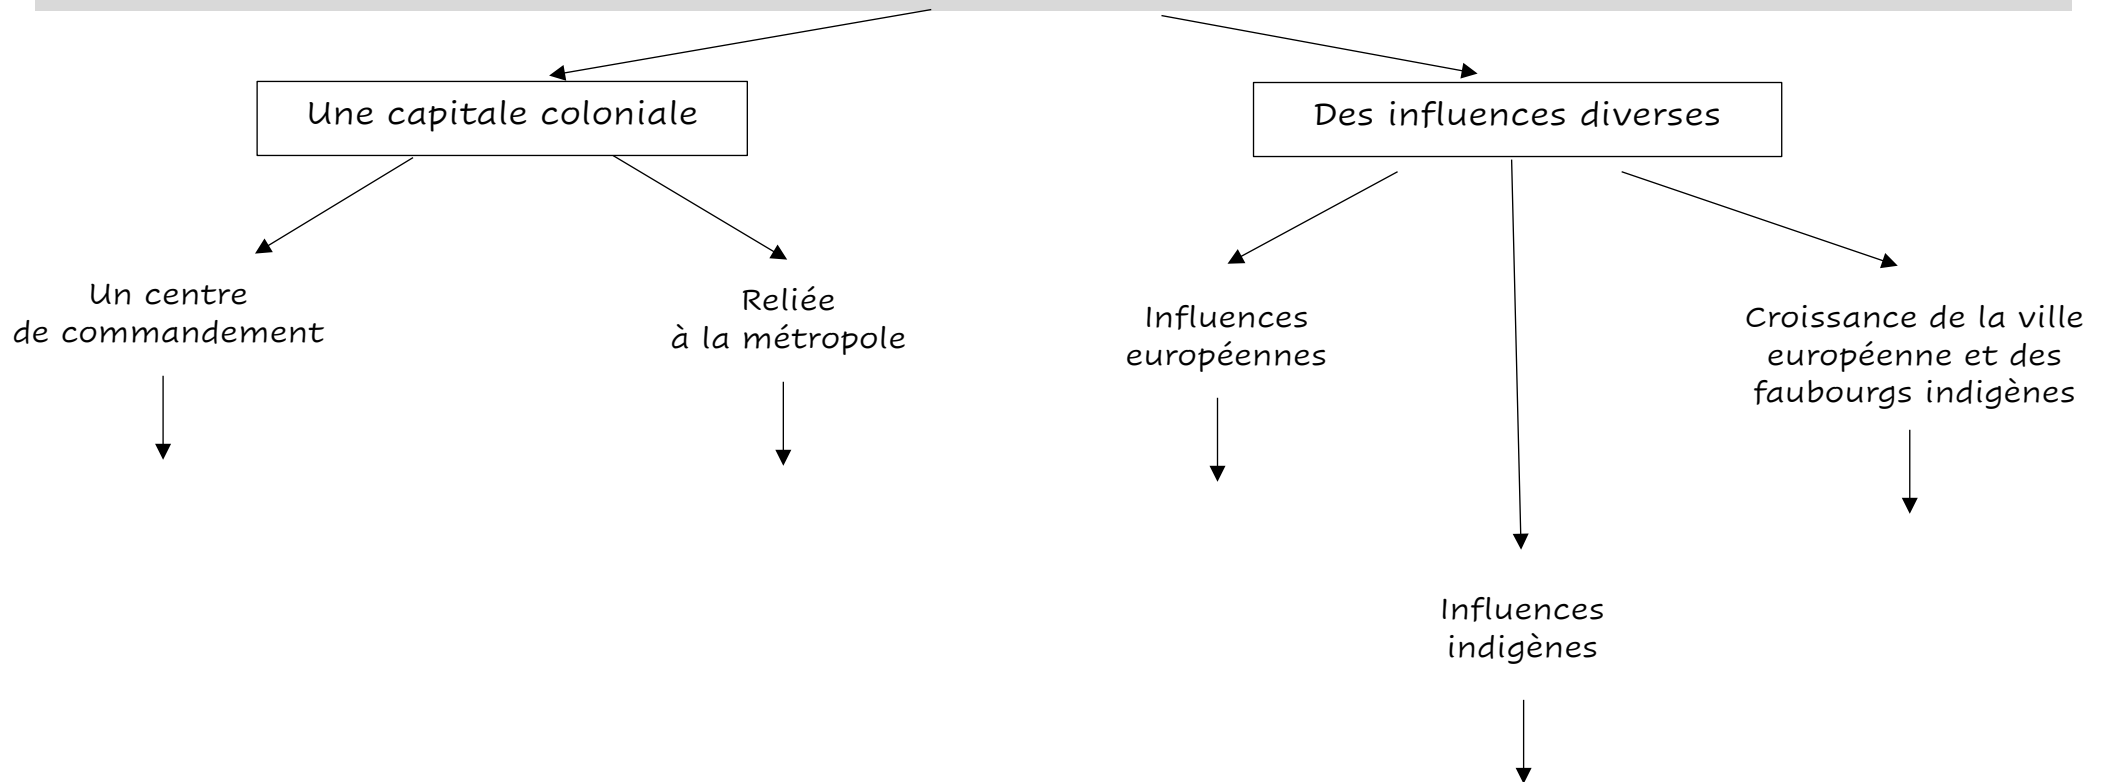 Une capitale coloniale
Des influences diverses
Un centre
de commandement
Reliée
à la métropole
Influences
européennes
Croissance de la ville
européenne et des
faubourgs indigènes
Influences
indigènes